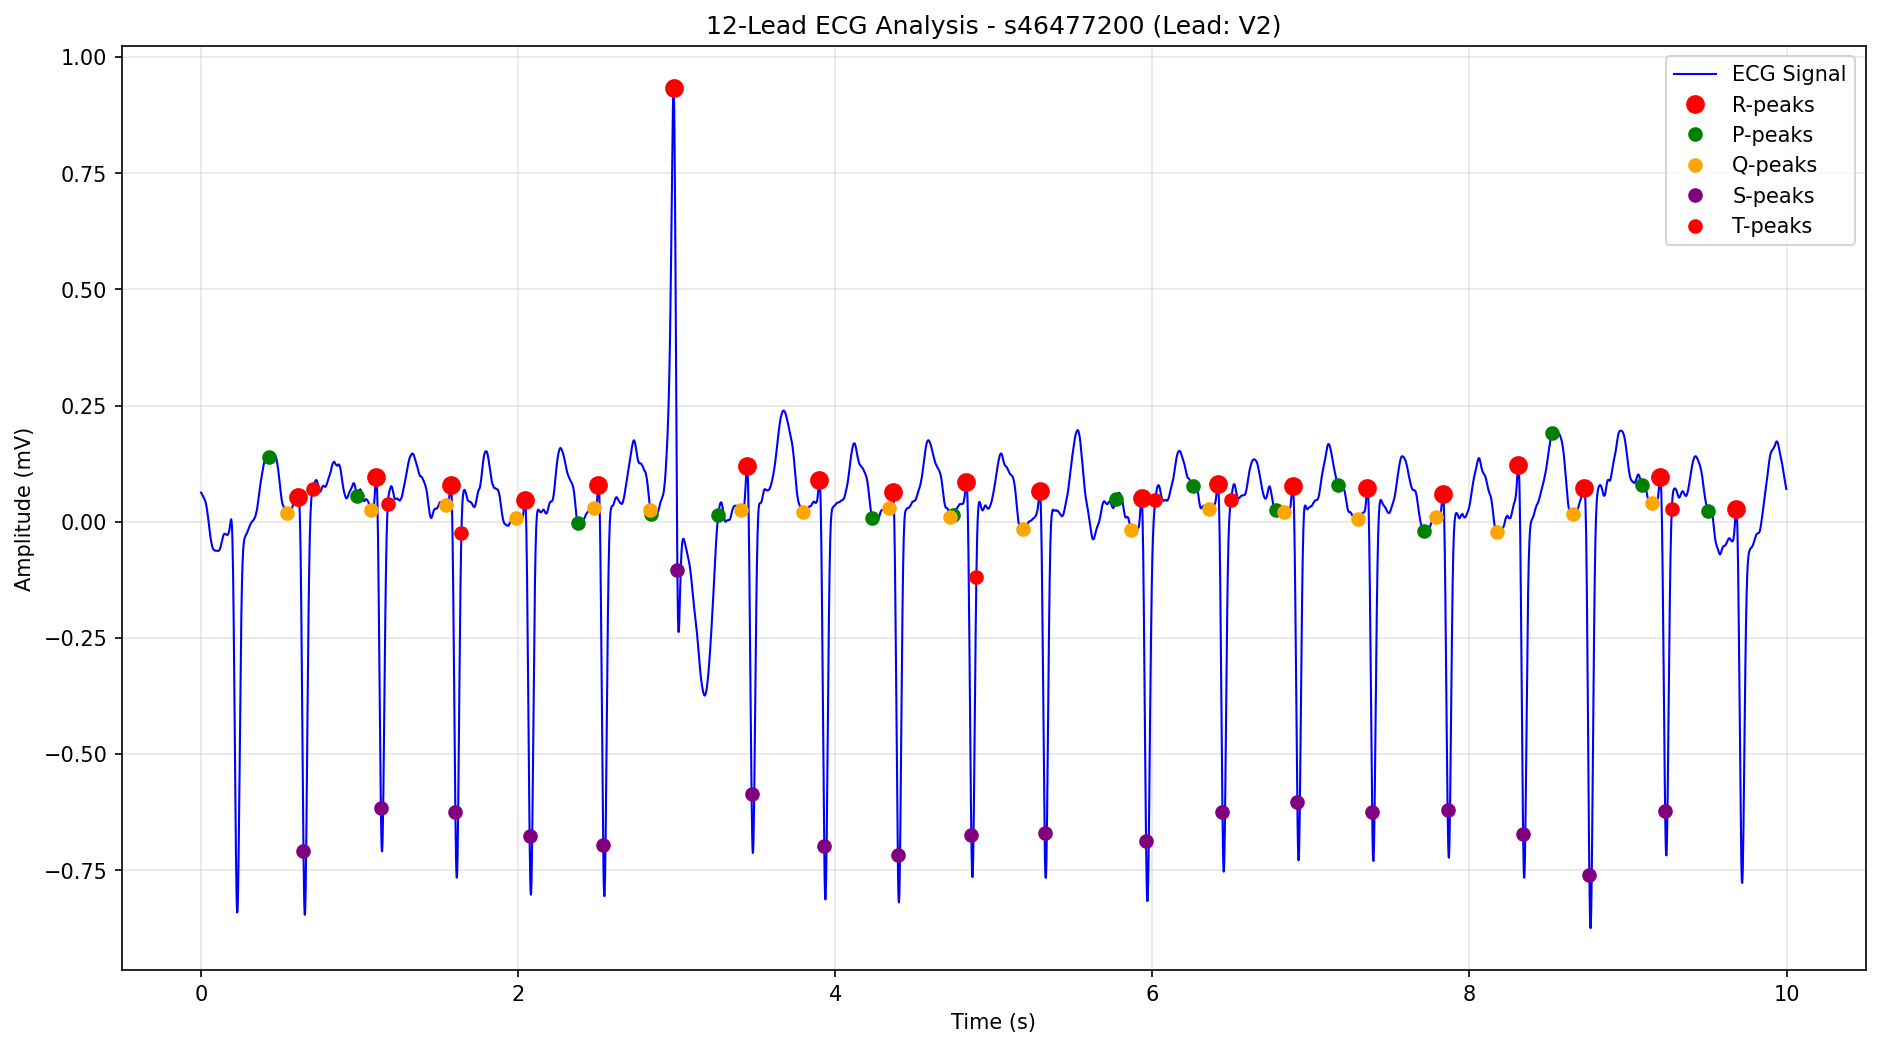 12-Lead ECG Analysis - s46477200 (Lead: V2)
ECG Signal
R-peaks
P-peaks
Q-peaks
S-peaks
T-peaks
Amplitude (mV)
1.00
0.75
0.50
0.25
0.00
−0.25
−0.50
−0.75
0 2 4 6 8 10
Time (s)